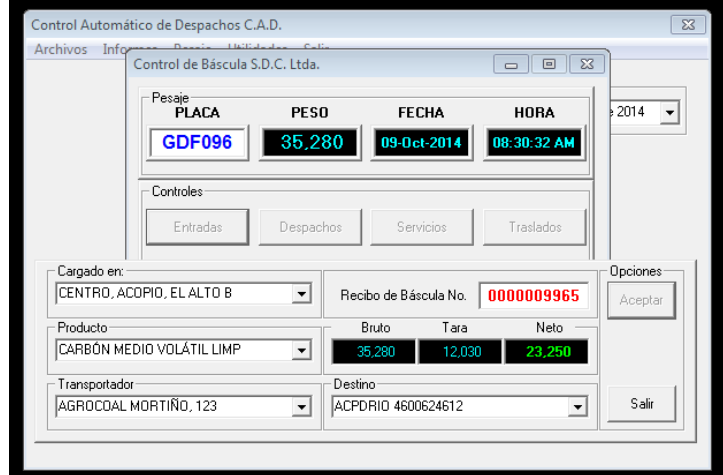 Control Automático de Despachos C.A.D.
Archivos
Control de Báscula S.D.C. Ltda.
Pesaje
PLACA PESO FECHA HORA
GDF096 35,280 09-Oct-2014 08:30:32 AM
2014
Controles
Entradas Despachos Servicios Traslados
Cargado en: Opciones
CENTRO, ACOPIO, EL ALTO B Recibo de Báscula No. 0000009965 Aceptar
Producto Bruto Tara Neto
CARBÓN MEDIO VOLÁTIL LIMP 35,280 12,030 23,250
Transportador Destino
AGROCOAL MORTIÑO, 123 ACPDRIO 4600624612 Salir